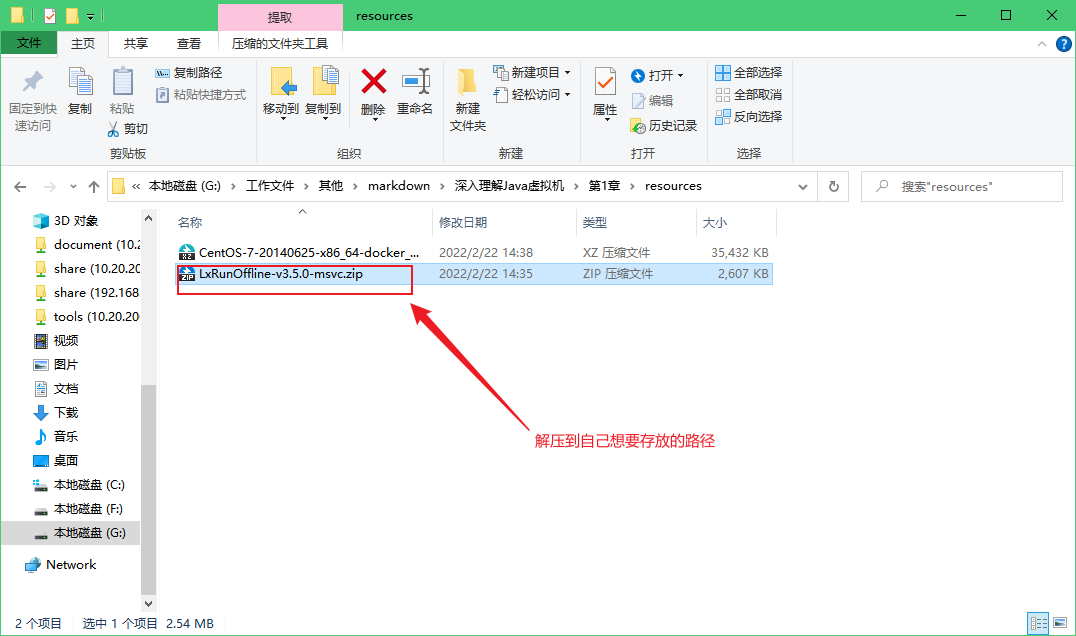 提取
resources
文件
主页
共享
查看
压缩的文件夹工具
固定到快速访问
复制
粘贴
复制路径
粘贴快捷方式
剪切
剪贴板
移动到
复制到
删除
重命名
组织
新建
文件夹
新建项目
轻松访问
新建
属性
打开
编辑
历史记录
打开
全部选择
全部取消
反向选择
选择
« 本地磁盘 (G:) › 工作文件 › 其他 › markdown › 深入理解Java虚拟机 › 第1章 › resources
搜索"resources"
3D 对象
document (10.2
share (10.20.20
share (192.168
tools (10.20.20
视频
图片
文档
下载
音乐
桌面
本地磁盘 (C:)
本地磁盘 (F:)
本地磁盘 (G:)
Network
名称 修改日期 类型 大小
CentOS-7-20140625-x86_64-docker_... 2022/2/22 14:38 XZ 压缩文件 35,432 KB
LxRunOffline-v3.5.0-msvc.zip 2022/2/22 14:35 ZIP 压缩文件 2,607 KB
解压到自己想要存放的路径
2 个项目 选中 1 个项目 2.54 MB